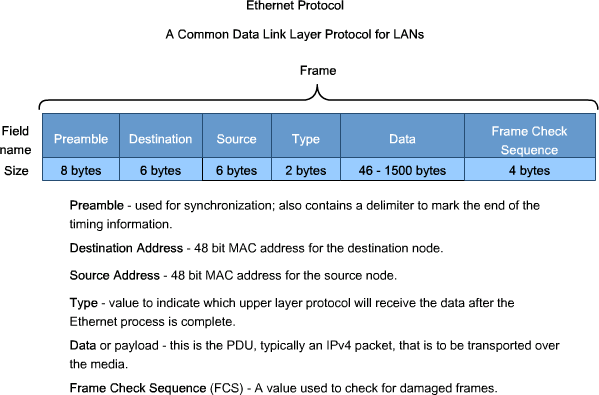 Ethernet Protocol
A Common Data Link Layer Protocol for LANs
Frame
Field name
Preamble
Destination
Source
Type
Data
Frame Check Sequence
Size
8 bytes
6 bytes
6 bytes
2 bytes
46 - 1500 bytes
4 bytes
Preamble - used for synchronization; also contains a delimiter to mark the end of the
timing information.
Destination Address - 48 bit MAC address for the destination node.
Source Address - 48 bit MAC address for the source node.
Type - value to indicate which upper layer protocol will receive the data after the
Ethernet process is complete.
Data or payload - this is the PDU, typically an IPv4 packet, that is to be transported over
the media.
Frame Check Sequence (FCS) - A value used to check for damaged frames.